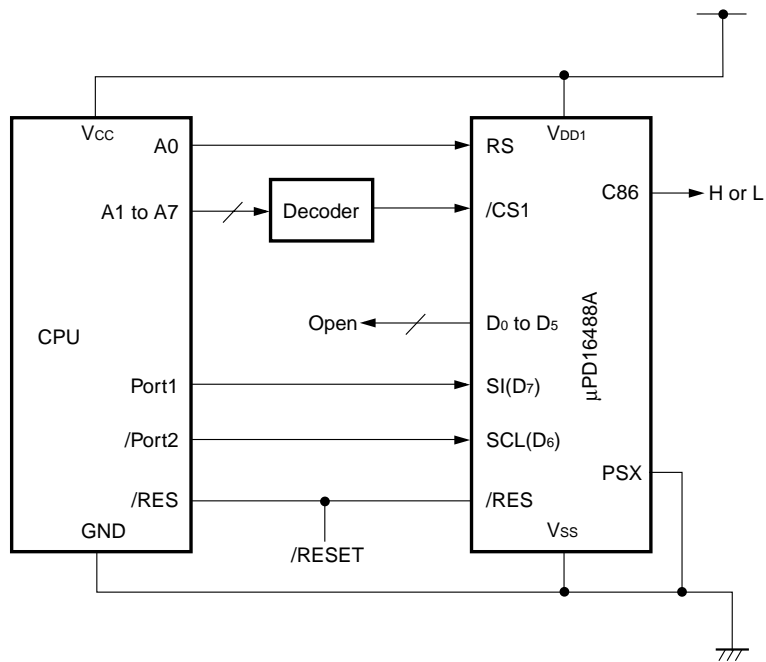 VCC
VDD1
A0
RS
C86
H or L
A1 to A7
Decoder
/CS1
Open
D0 to D5
CPU
μPD16488A
Port1
SI(D7)
/Port2
SCL(D6)
PSX
/RES
/RES
GND
VSS
/RESET